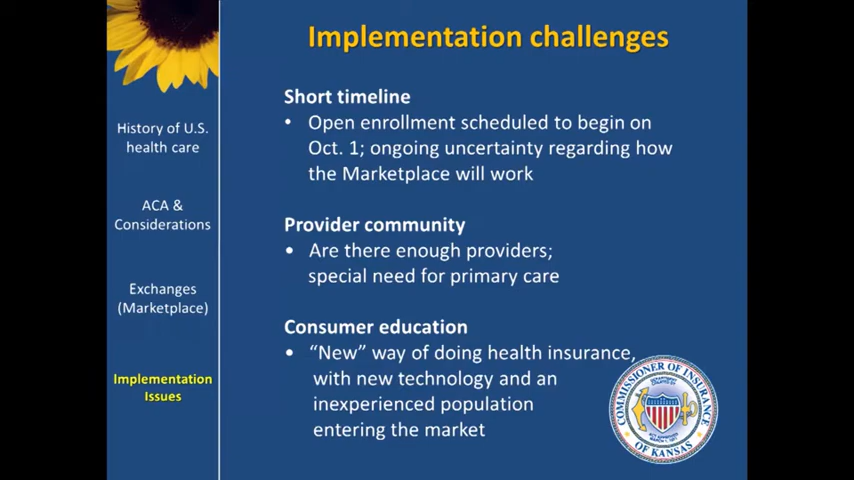 Implementation challenges
History of U.S.
health care
ACA &
Considerations
Exchanges
(Marketplace)
Implementation
Issues
Short timeline
• Open enrollment scheduled to begin on
Oct. 1; ongoing uncertainty regarding how
the Marketplace will work
Provider community
• Are there enough providers;
special need for primary care
Consumer education
• “New” way of doing health insurance,
with new technology and an
inexperienced population
entering the market
COMMISSIONER OF INSURANCE
OF KANSAS